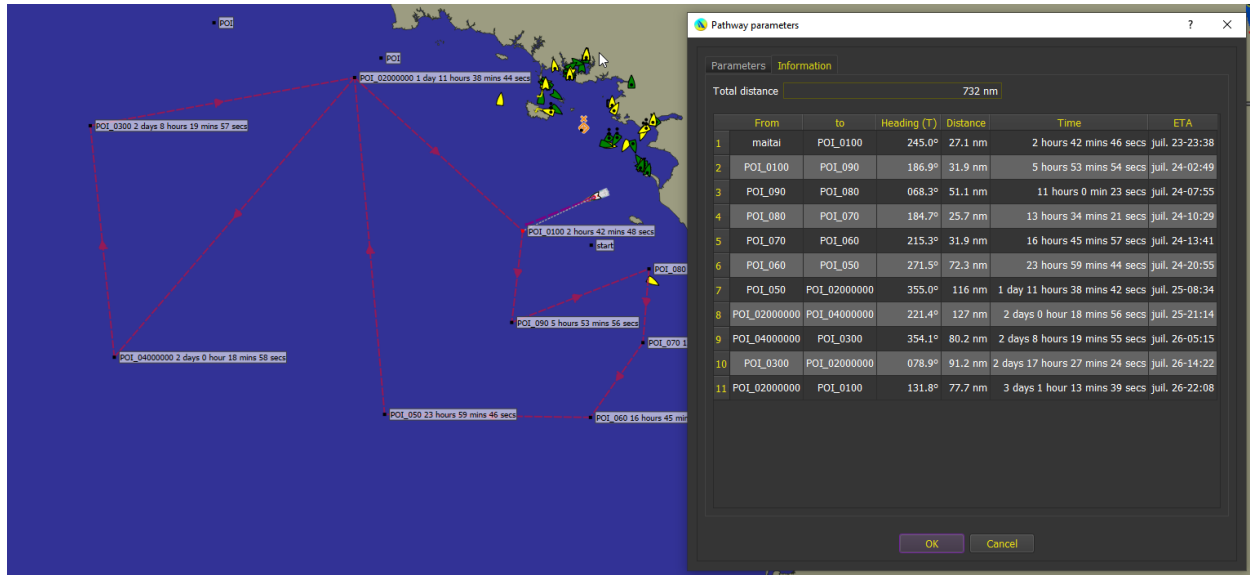 POI
POI
POI_02000000 1 day 11 hours 38 mins 44 secs
POI_0300 2 days 8 hours 19 mins 57 secs
POI_0100 2 hours 42 mins 48 secs
start
POI_080
POI_090 5 hours 53 mins 56 secs
POI_070 1
POI_04000000 2 days 0 hour 18 mins 58 secs
POI_050 23 hours 59 mins 46 secs
POI_060 16 hours 45 min
Pathway parameters
Parameters Information
Total distance 732 nm
From to Heading (T) Distance Time ETA
1 maitai POI_0100 245.0° 27.1 nm 2 hours 42 mins 46 secs juil. 23-23:38
2 POI_0100 POI_090 186.9° 31.9 nm 5 hours 53 mins 54 secs juil. 24-02:49
3 POI_090 POI_080 068.3° 51.1 nm 11 hours 0 min 23 secs juil. 24-07:55
4 POI_080 POI_070 184.7° 25.7 nm 13 hours 34 mins 21 secs juil. 24-10:29
5 POI_070 POI_060 215.3° 31.9 nm 16 hours 45 mins 57 secs juil. 24-13:41
6 POI_060 POI_050 271.5° 72.3 nm 23 hours 59 mins 44 secs juil. 24-20:55
7 POI_050 POI_02000000 355.0° 116 nm 1 day 11 hours 38 mins 42 secs juil. 25-08:34
8 POI_02000000 POI_04000000 221.4° 127 nm 2 days 0 hour 18 mins 56 secs juil. 25-21:14
9 POI_04000000 POI_0300 354.1° 80.2 nm 2 days 8 hours 19 mins 55 secs juil. 26-05:15
10 POI_0300 POI_02000000 078.9° 91.2 nm 2 days 17 hours 27 mins 24 secs juil. 26-14:22
11 POI_02000000 POI_0100 131.8° 77.7 nm 3 days 1 hour 13 mins 39 secs juil. 26-22:08
OK Cancel